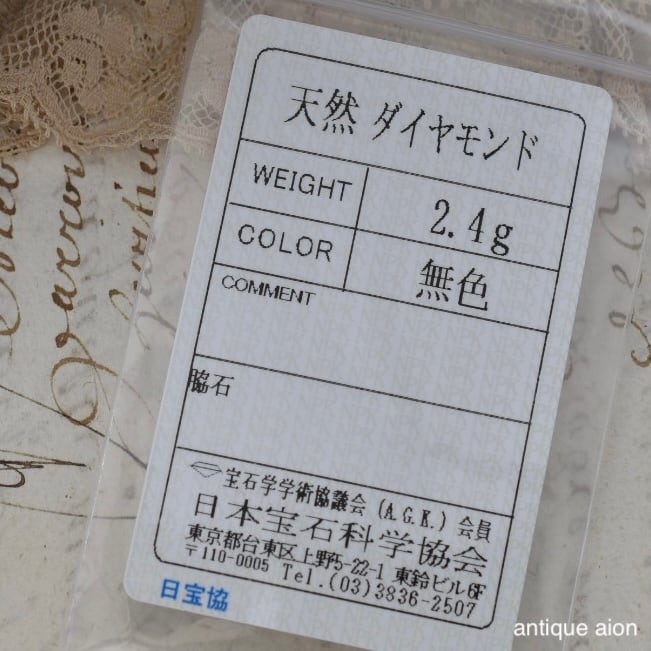 天然 ダイヤモンド
WEIGHT 2.4g
COLOR 無色
COMMENT
脇石
宝石学学術協議会 (A.G.K.) 会員
日本宝石科学協会
東京都台東区上野5-22-1 東鈴ビル6F
〒110-0005 Tel.(03)3836-2507
日宝協
antique aion